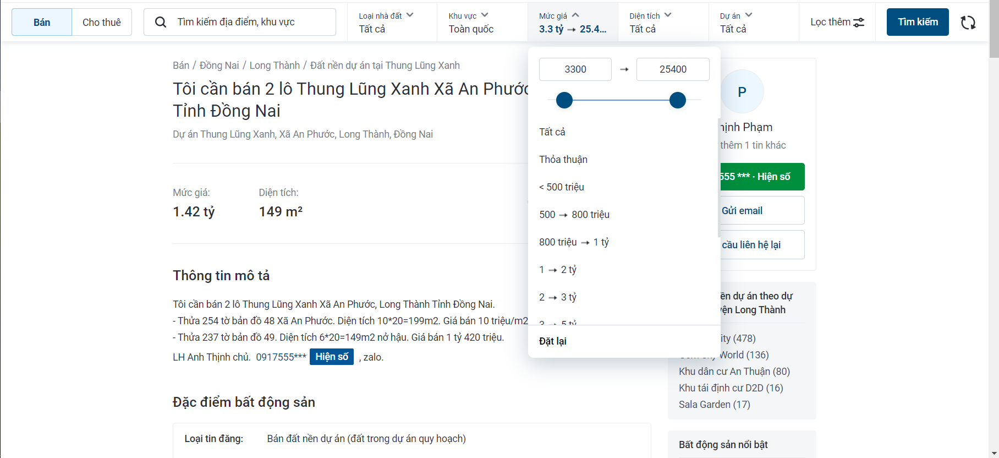 Bán
Cho thuê
Tìm kiếm địa điểm, khu vực
Loại nhà đất
Tất cả
Khu vực
Toàn quốc
Mức giá
3.3 tỷ → 25.4...
Diện tích
Tất cả
Dự án
Tất cả
Lọc thêm
Tìm kiếm
Bán / Đồng Nai / Long Thành / Đất nền dự án tại Thung Lũng Xanh
Tôi cần bán 2 lô Thung Lũng Xanh Xã An Phước
Tỉnh Đồng Nai
Dự án Thung Lũng Xanh, Xã An Phước, Long Thành, Đồng Nai
Mức giá:
1.42 tỷ
Diện tích:
149 m²
Thông tin mô tả
Tôi cần bán 2 lô Thung Lũng Xanh Xã An Phước, Long Thành Tỉnh Đồng Nai.
- Thửa 254 tờ bản đồ 48 Xã An Phước. Diện tích 10*20=199m2. Giá bán 10 triệu/m2
- Thửa 237 tờ bản đồ 49. Diện tích 6*20=149m2 nở hậu. Giá bán 1 tỷ 420 triệu.
LH Anh Thịnh chủ. 0917555*** Hiện số , zalo.
Đặc điểm bất động sản
Loại tin đăng: Bán đất nền dự án (đất trong dự án quy hoạch)
3300 → 25400
Tất cả
Thỏa thuận
< 500 triệu
500 → 800 triệu
800 triệu → 1 tỷ
1 → 2 tỷ
2 → 3 tỷ
3 → 5 tỷ
Đặt lại
P
ịnh Phạm
thêm 1 tin khác
555 *** · Hiện số
Gửi email
cầu liên hệ lại
ền dự án theo dự
ện Long Thành
ity (478)
World (136)
Khu dân cư An Thuận (80)
Khu tái định cư D2D (16)
Sala Garden (17)
Bất động sản nổi bật